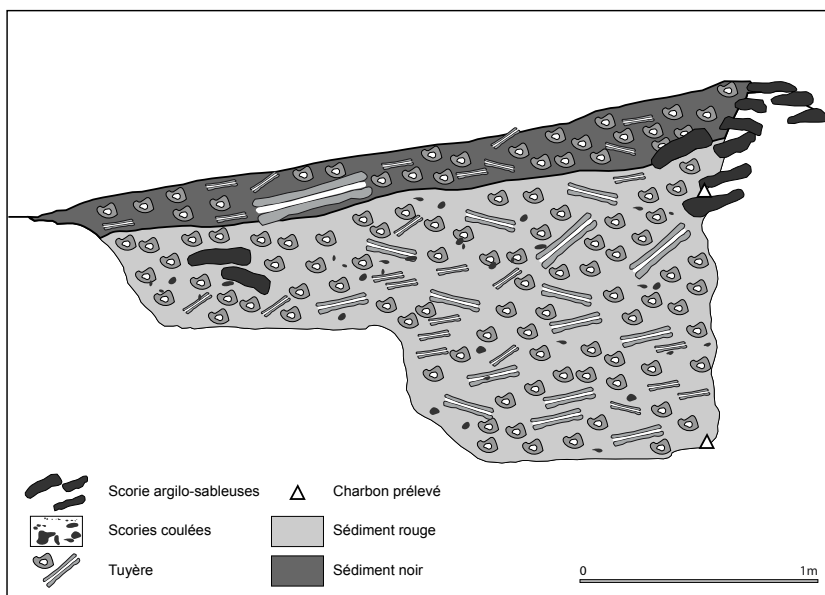 Scorie argilo-sableuses
Charbon prélevé
Scories coulées
Sédiment rouge
Tuyère
Sédiment noir
0
1m